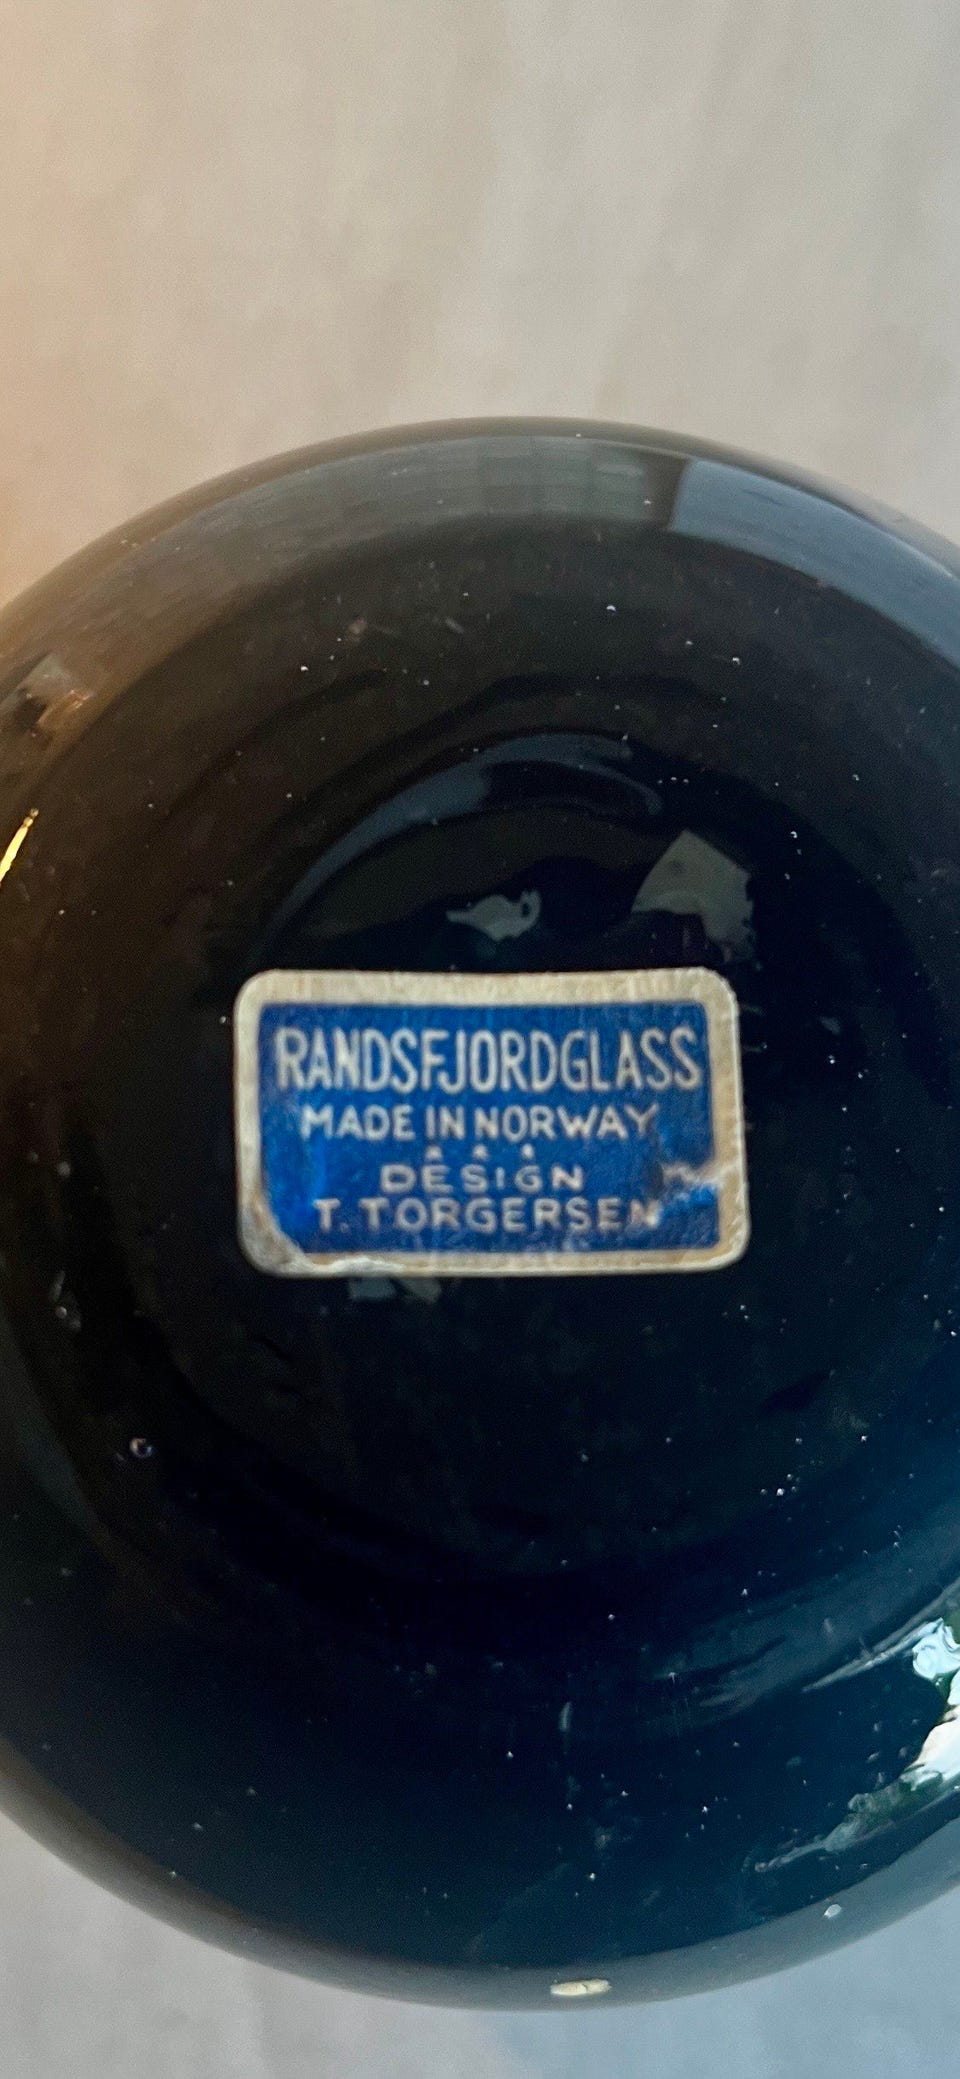 RANDSFJORDGLASS
MADE IN NORWAY
* * *
DESIGN
T. TORGERSEN